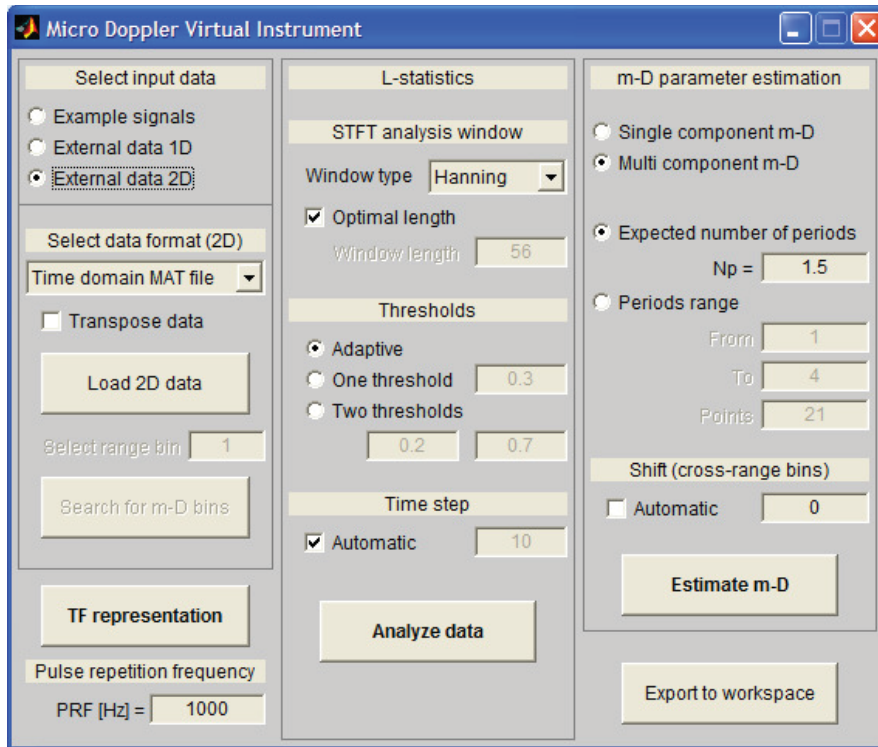 Micro Doppler Virtual Instrument
Select input data
Example signals
External data 1D
External data 2D
Select data format (2D)
Time domain MAT file
Transpose data
Load 2D data
Select range bin 1
Search for m-D bins
TF representation
Pulse repetition frequency
PRF [Hz] = 1000
L-statistics
STFT analysis window
Window type Hanning
Optimal length
Window length 56
Thresholds
Adaptive
One threshold 0.3
Two thresholds
0.2 0.7
Time step
Automatic 10
Analyze data
m-D parameter estimation
Single component m-D
Multi component m-D
Expected number of periods
Np = 1.5
Periods range
From 1
To 4
Points 21
Shift (cross-range bins)
Automatic 0
Estimate m-D
Export to workspace